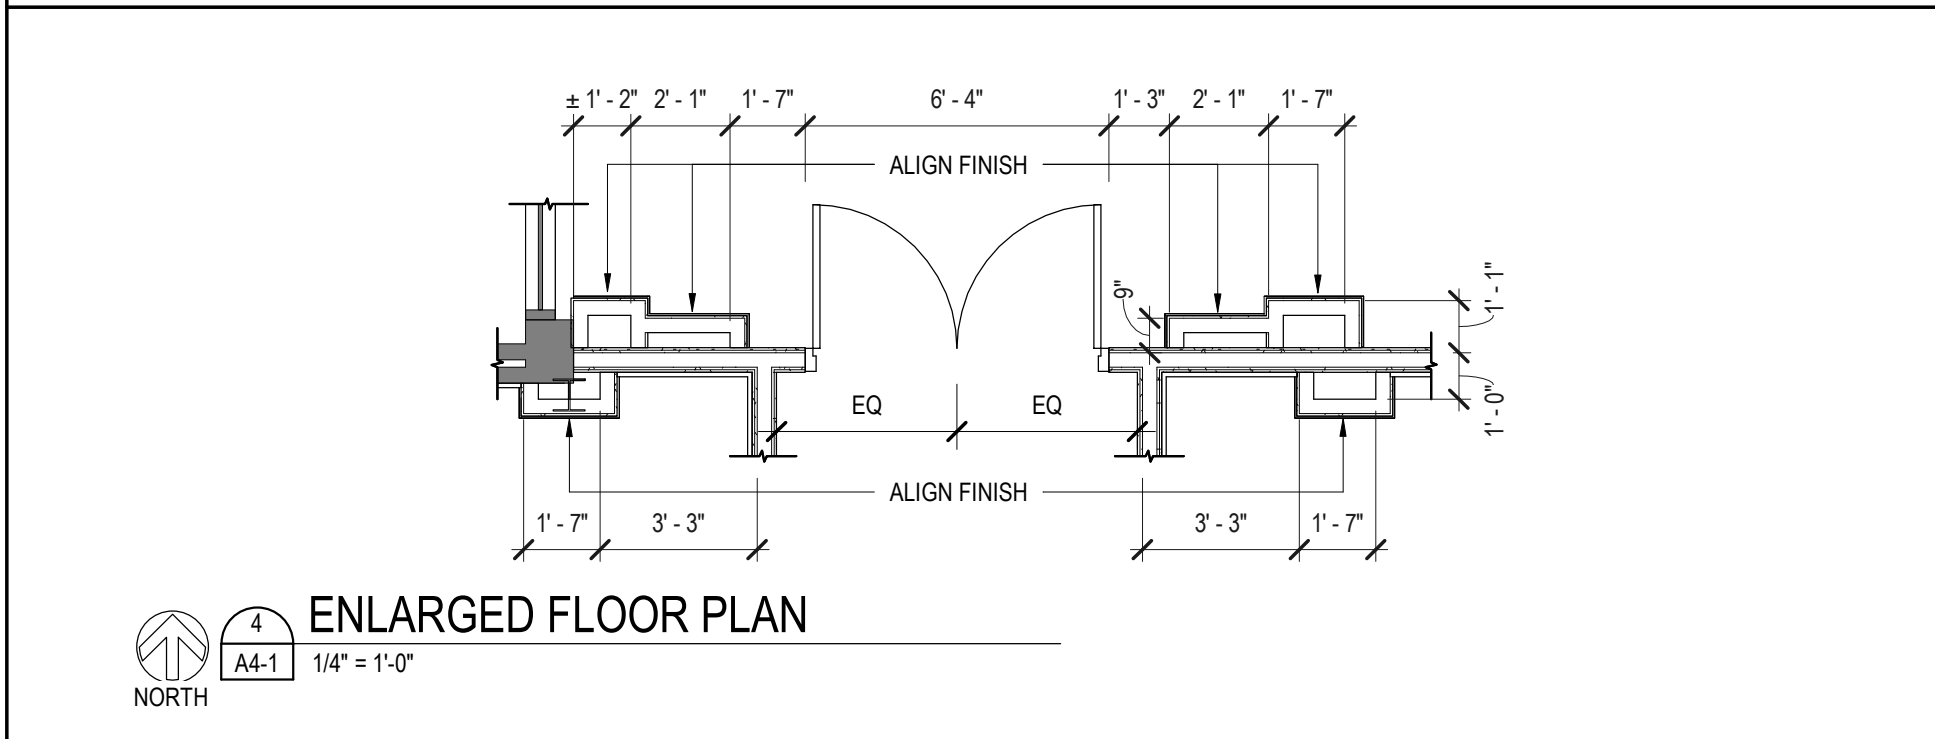 ± 1' - 2" 2' - 1" 1' - 7" 6' - 4" 1' - 3" 2' - 1" 1' - 7"
ALIGN FINISH
9"
1' - 1"
1' - 0"
EQ EQ
ALIGN FINISH
1' - 7" 3' - 3" 3' - 3" 1' - 7"
4 ENLARGED FLOOR PLAN
A4-1 1/4" = 1'-0"
NORTH